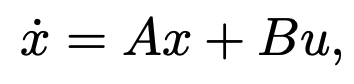 ẋ = Ax + Bu,